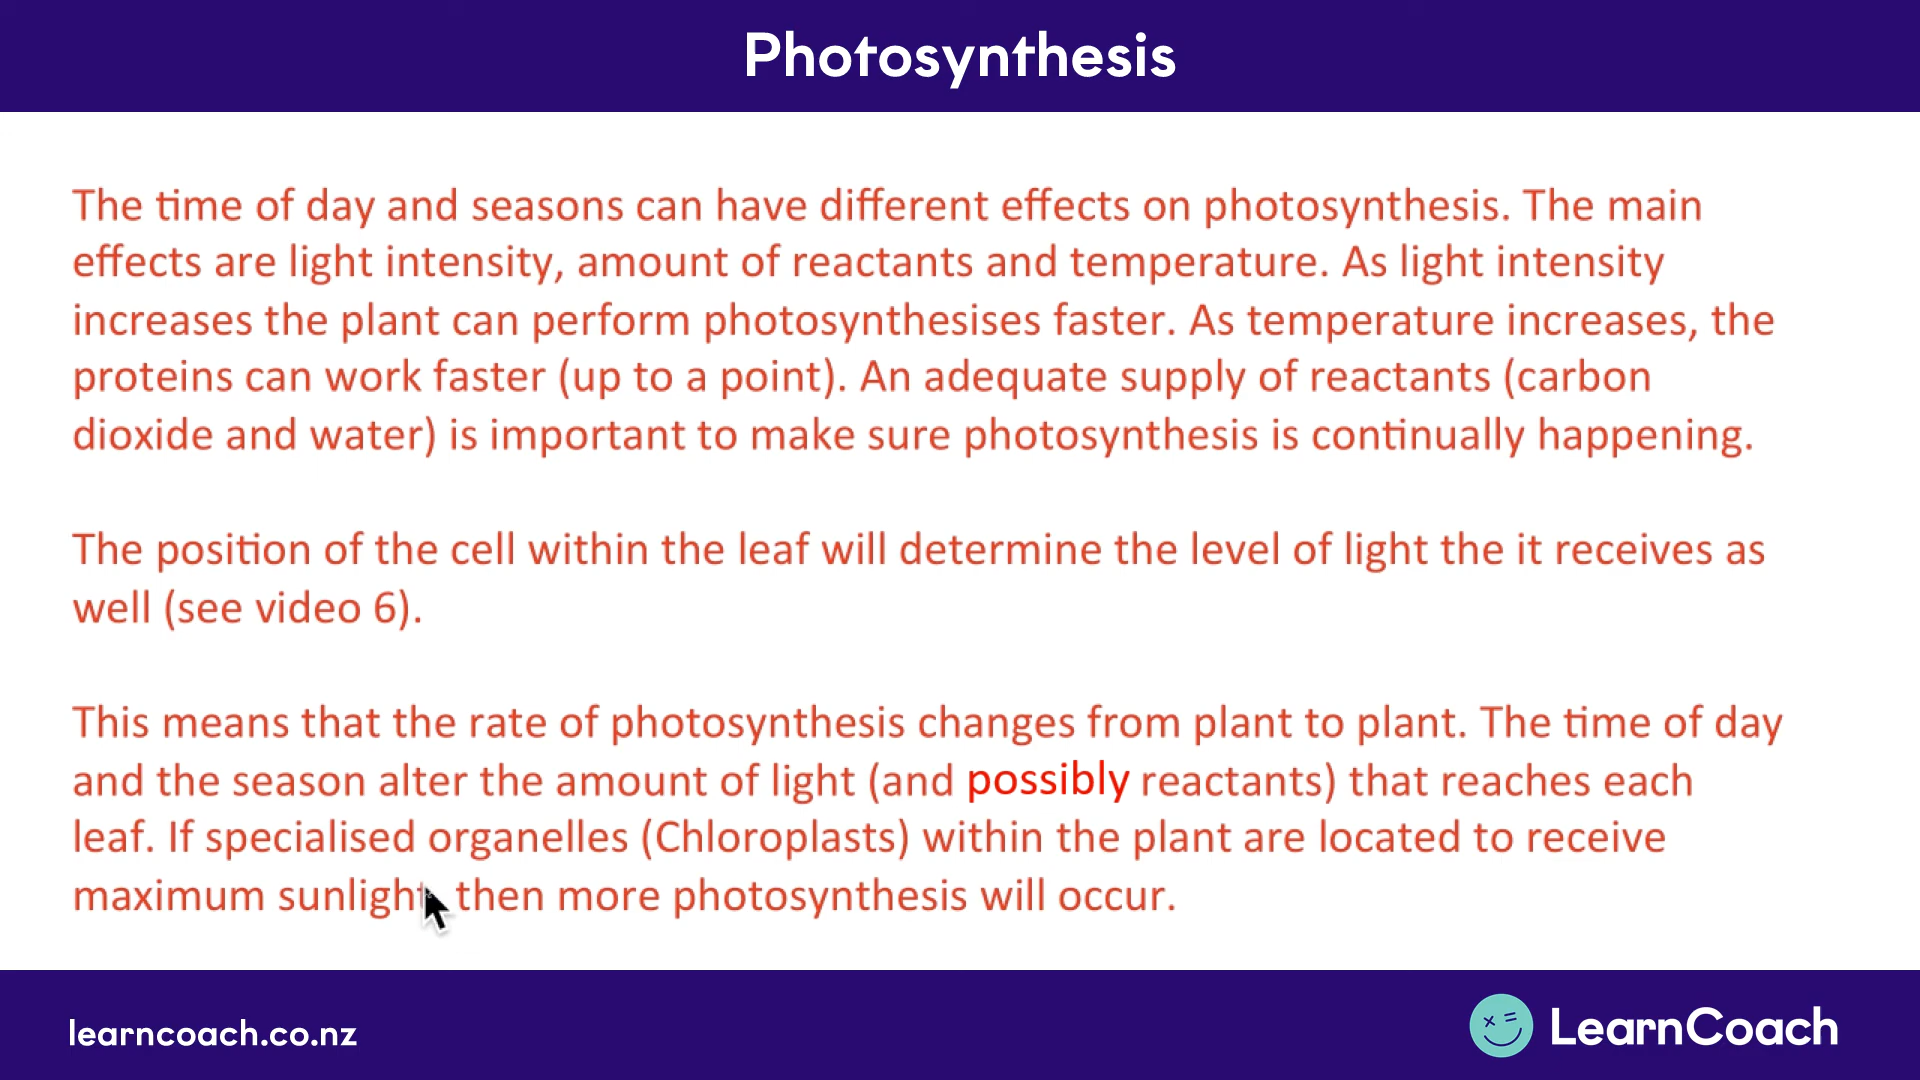 Photosynthesis
The time of day and seasons can have different effects on photosynthesis. The main
effects are light intensity, amount of reactants and temperature. As light intensity
increases the plant can perform photosynthesises faster. As temperature increases, the
proteins can work faster (up to a point). An adequate supply of reactants (carbon
dioxide and water) is important to make sure photosynthesis is continually happening.
The position of the cell within the leaf will determine the level of light the it receives as
well (see video 6).
This means that the rate of photosynthesis changes from plant to plant. The time of day
and the season alter the amount of light (and possibly reactants) that reaches each
leaf. If specialised organelles (Chloroplasts) within the plant are located to receive
maximum sunlight, then more photosynthesis will occur.
learncoach.co.nz
LearnCoach